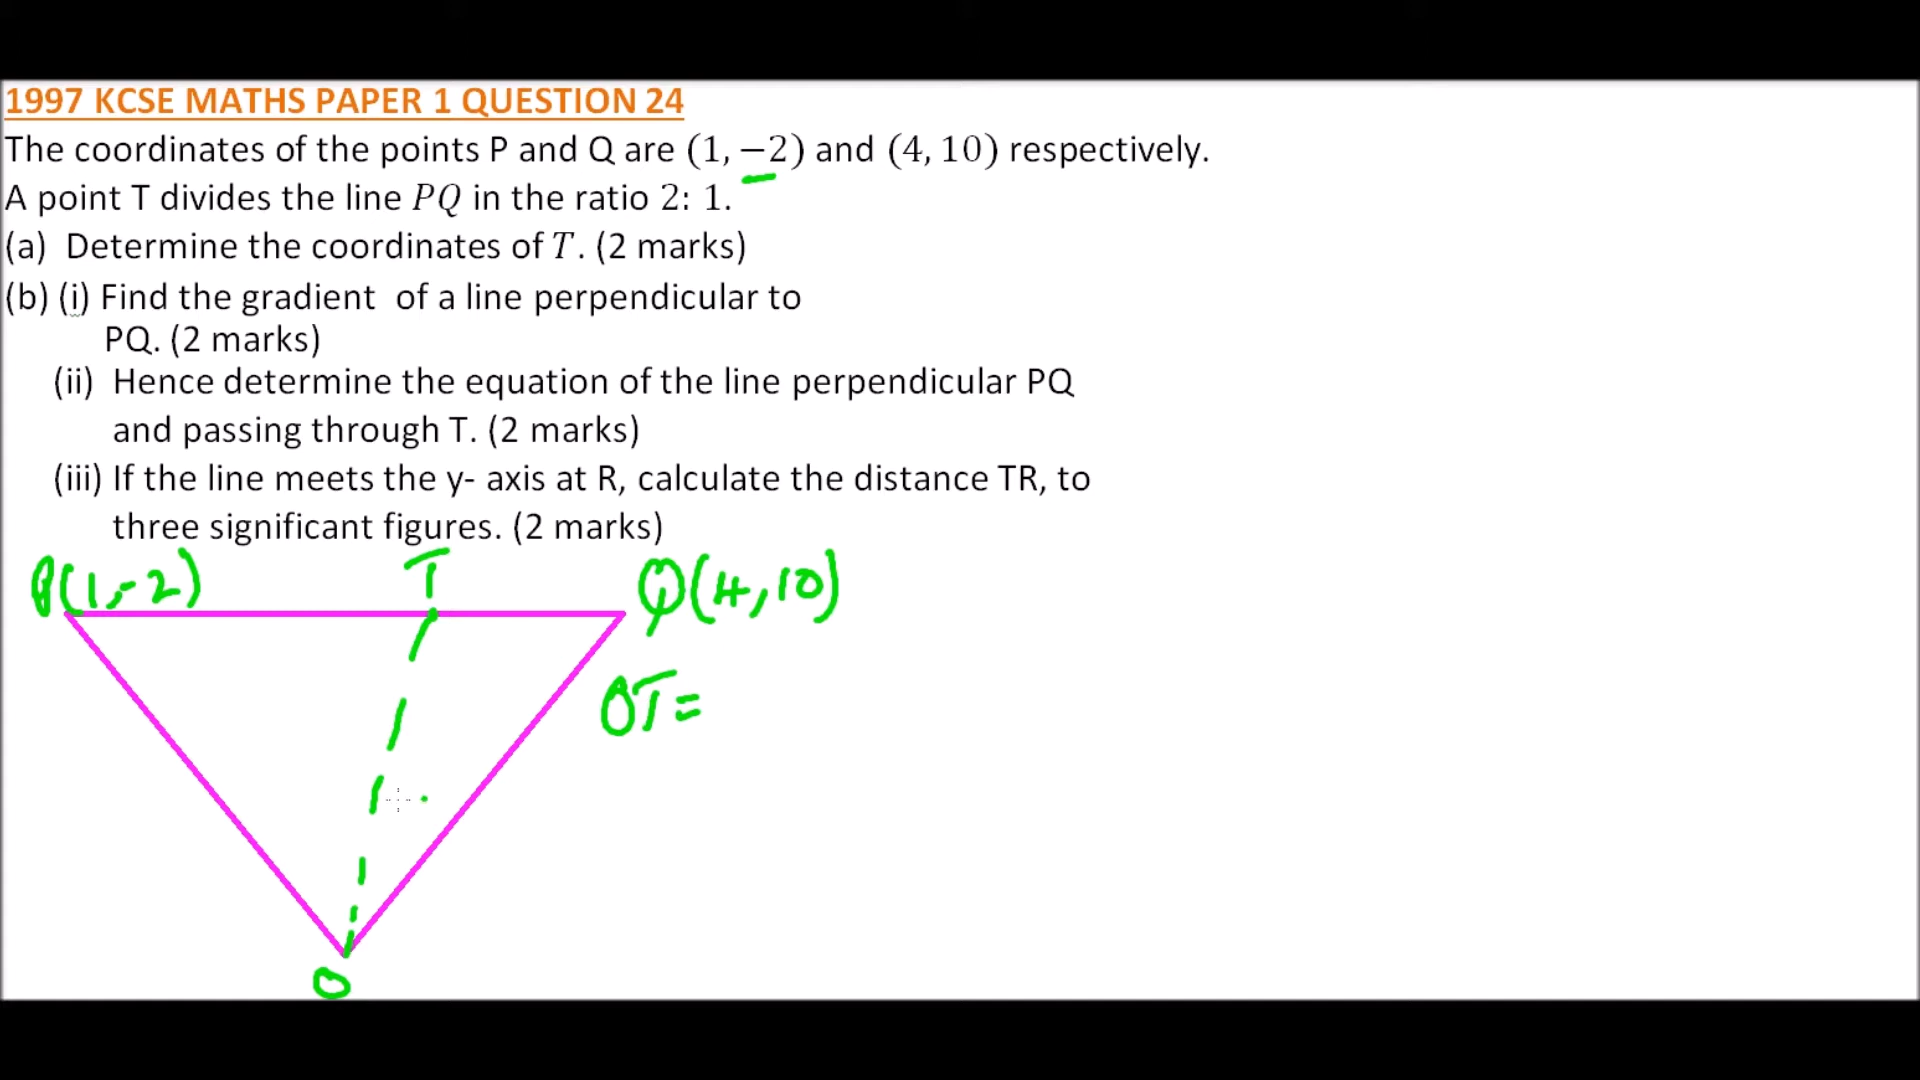 1997 KCSE MATHS PAPER 1 QUESTION 24
The coordinates of the points P and Q are (1, −2) and (4, 10) respectively.
A point T divides the line PQ in the ratio 2: 1.
(a) Determine the coordinates of T. (2 marks)
(b) (i) Find the gradient of a line perpendicular to
PQ. (2 marks)
(ii) Hence determine the equation of the line perpendicular PQ
and passing through T. (2 marks)
(iii) If the line meets the y- axis at R, calculate the distance TR, to
three significant figures. (2 marks)
P(1,-2) T Q(4,10)
OT=
O